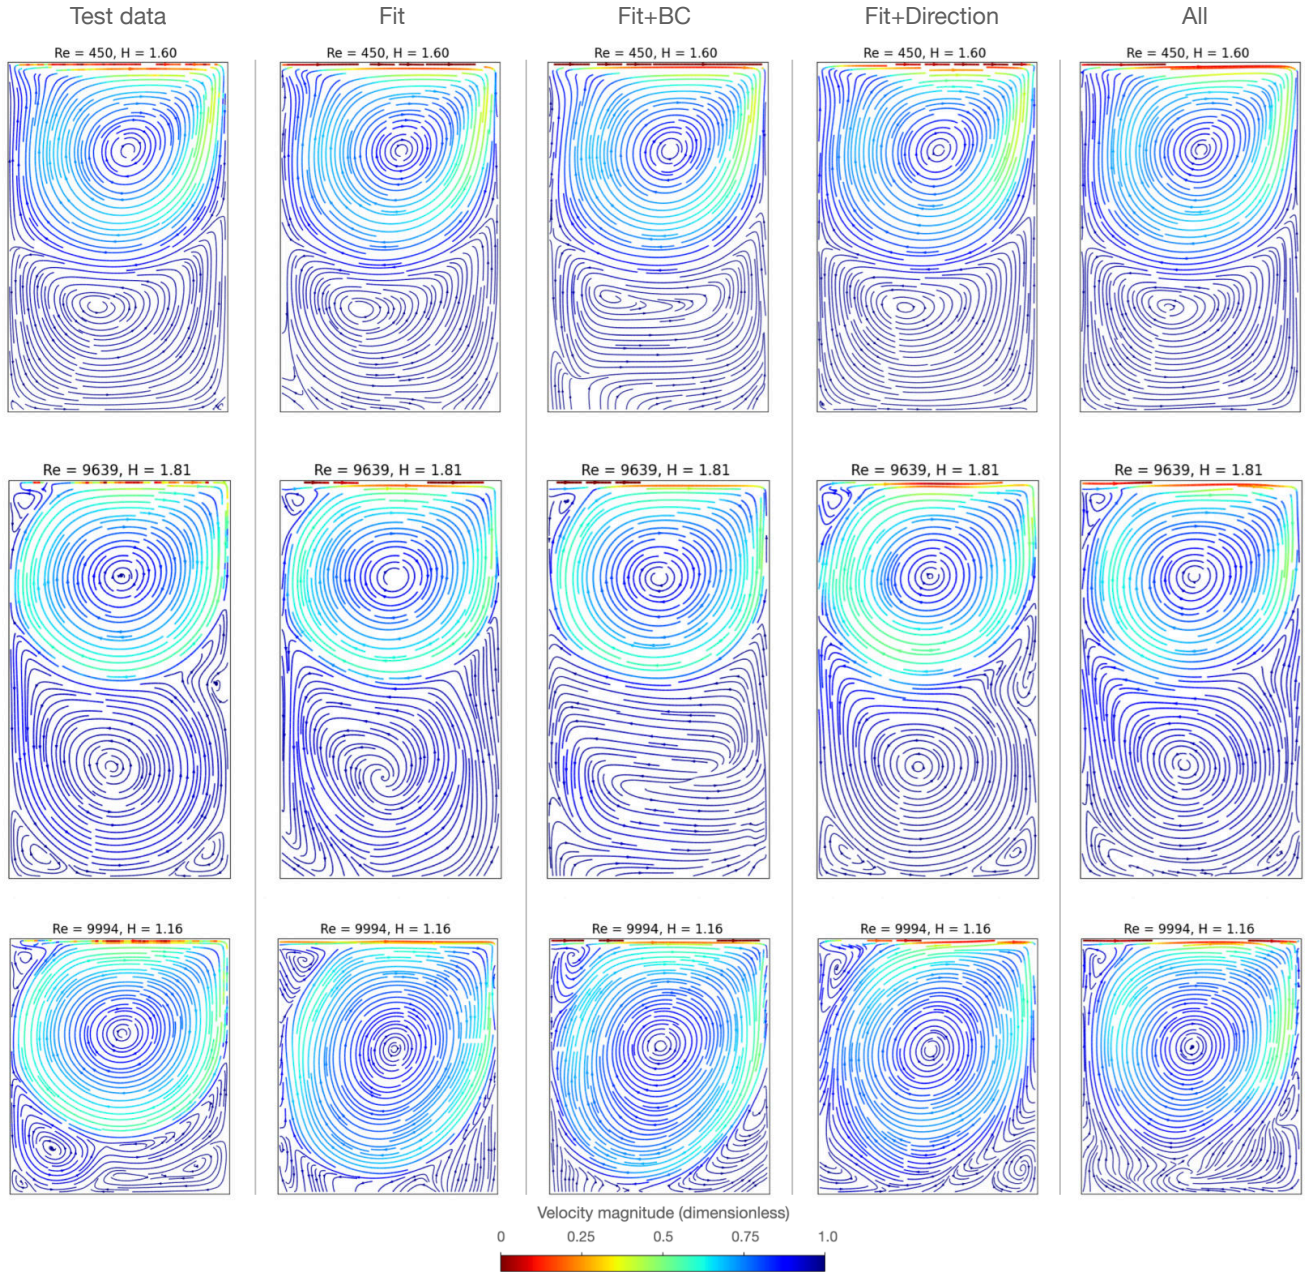 Test data Fit Fit+BC Fit+Direction All
Re = 450, H = 1.60 Re = 450, H = 1.60 Re = 450, H = 1.60 Re = 450, H = 1.60 Re = 450, H = 1.60
Re = 9639, H = 1.81 Re = 9639, H = 1.81 Re = 9639, H = 1.81 Re = 9639, H = 1.81 Re = 9639, H = 1.81
Re = 9994, H = 1.16 Re = 9994, H = 1.16 Re = 9994, H = 1.16 Re = 9994, H = 1.16 Re = 9994, H = 1.16
Velocity magnitude (dimensionless)
0 0.25 0.5 0.75 1.0